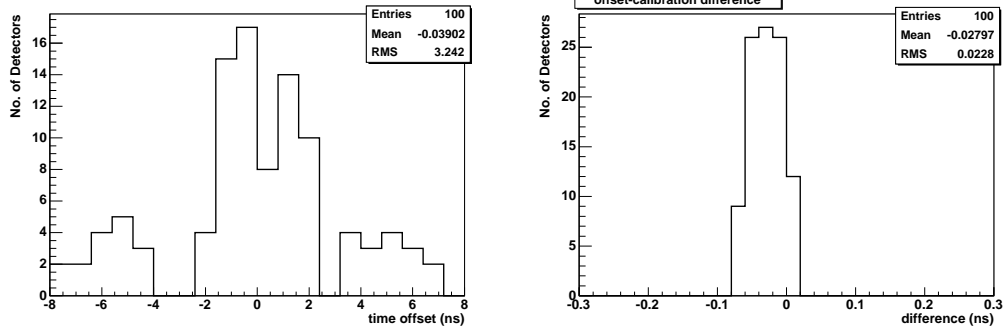 Entries 100
Mean -0.03902
RMS 3.242
No. of Detectors
16
14
12
10
8
6
4
2
0
-8 -6 -4 -2 0 2 4 6 8
time offset (ns)
offset-calibration difference
Entries 100
Mean -0.02797
RMS 0.0228
No. of Detectors
25
20
15
10
5
0
-0.3 -0.2 -0.1 0 0.1 0.2 0.3
difference (ns)